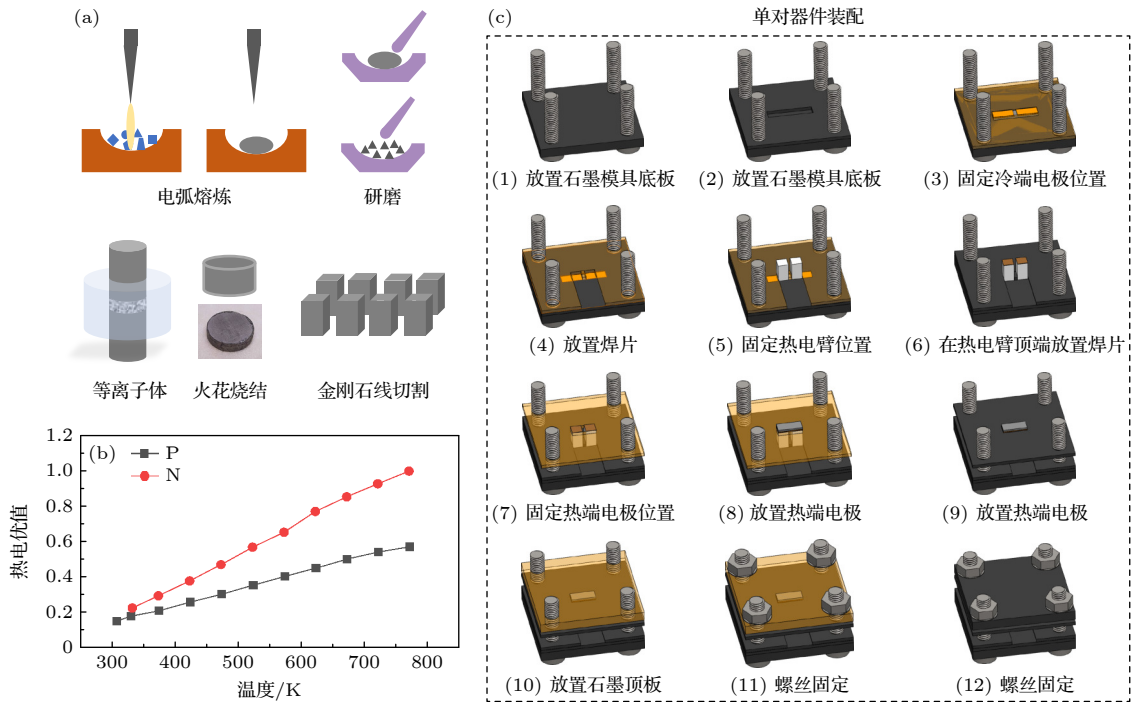 (a)
电弧熔炼
研磨
等离子体
火花烧结
金刚石线切割
(b)
P
N
1.2
1.0
0.8
0.6
0.4
0.2
0
300
400
500
600
700
800
热电优值
温度/K
(c)
单对器件装配
(1) 放置石墨模具底板
(2) 放置石墨模具底板
(3) 固定冷端电极位置
(4) 放置焊片
(5) 固定热电臂位置
(6) 在热电臂顶端放置焊片
(7) 固定热端电极位置
(8) 放置热端电极
(9) 放置热端电极
(10) 放置石墨顶板
(11) 螺丝固定
(12) 螺丝固定